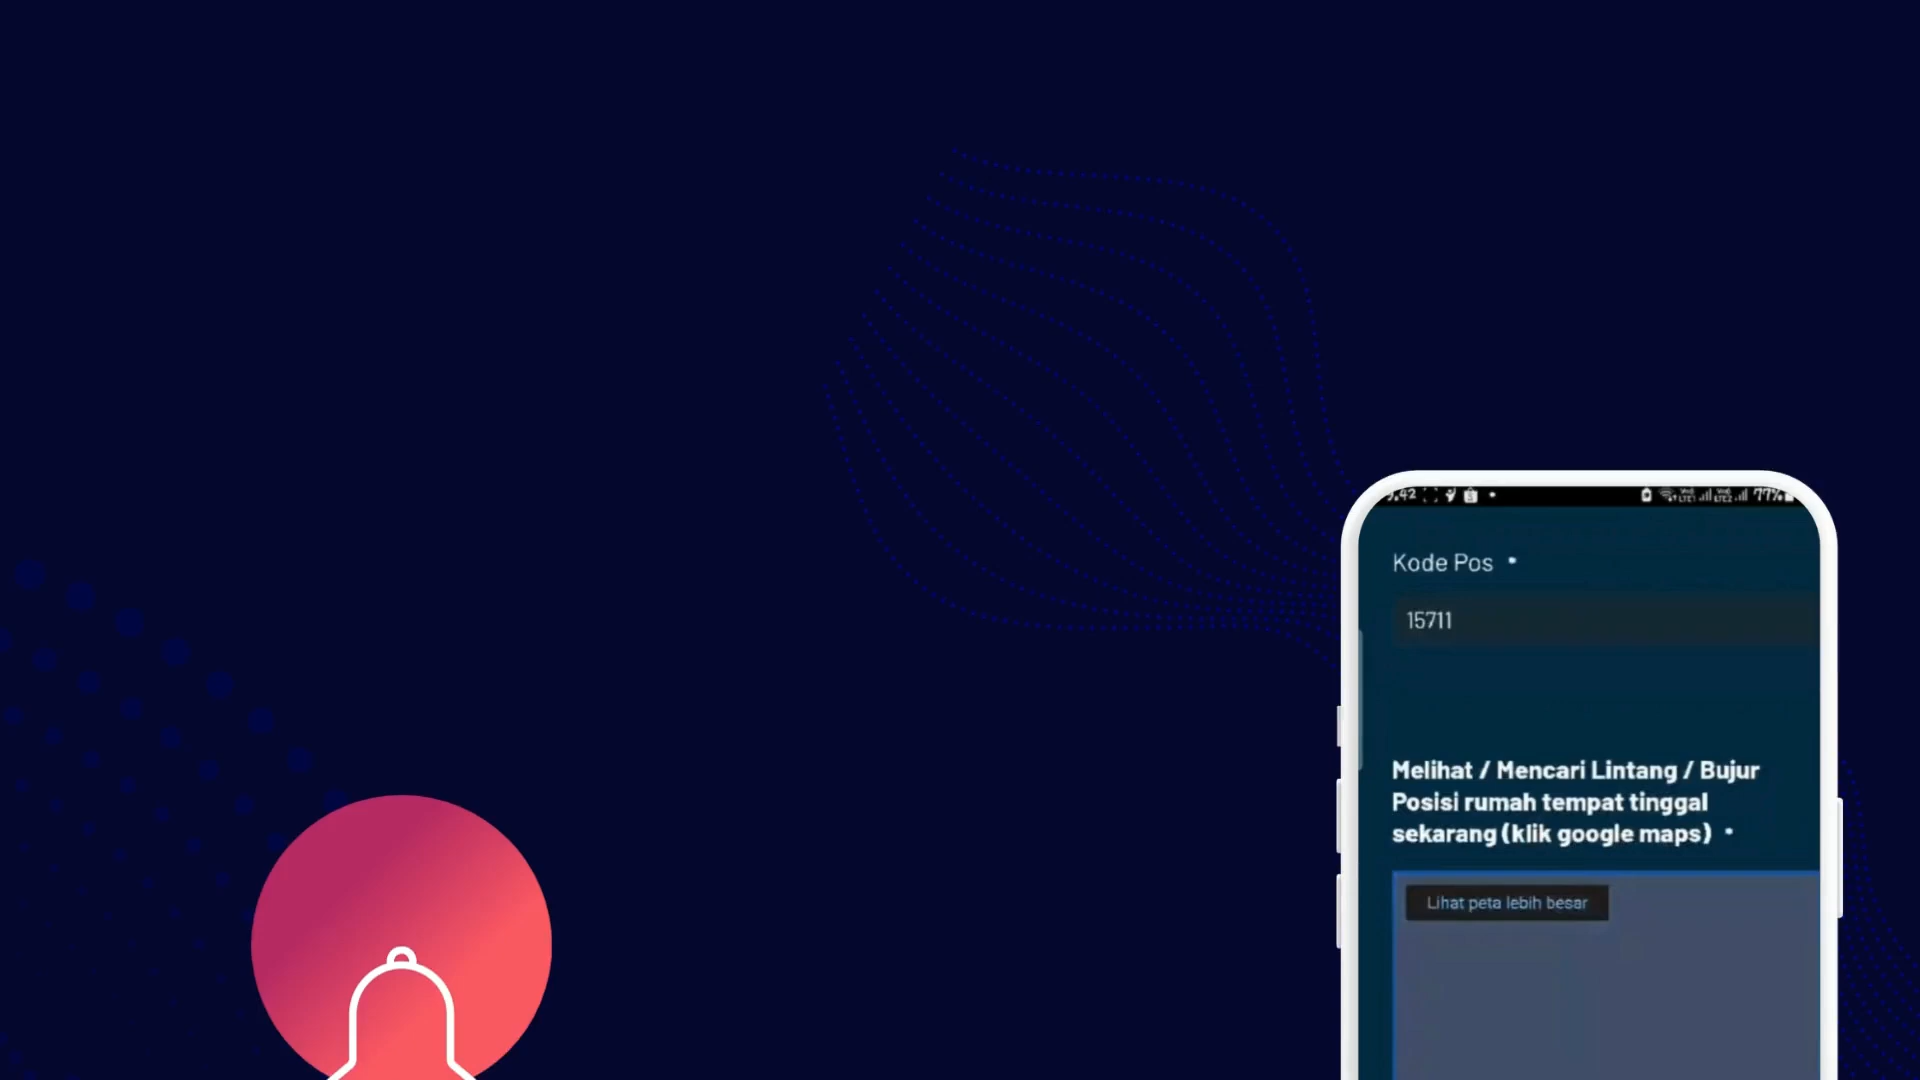 77%
Kode Pos •
15711
Melihat / Mencari Lintang / Bujur
Posisi rumah tempat tinggal
sekarang (klik google maps) •
Lihat peta lebih besar